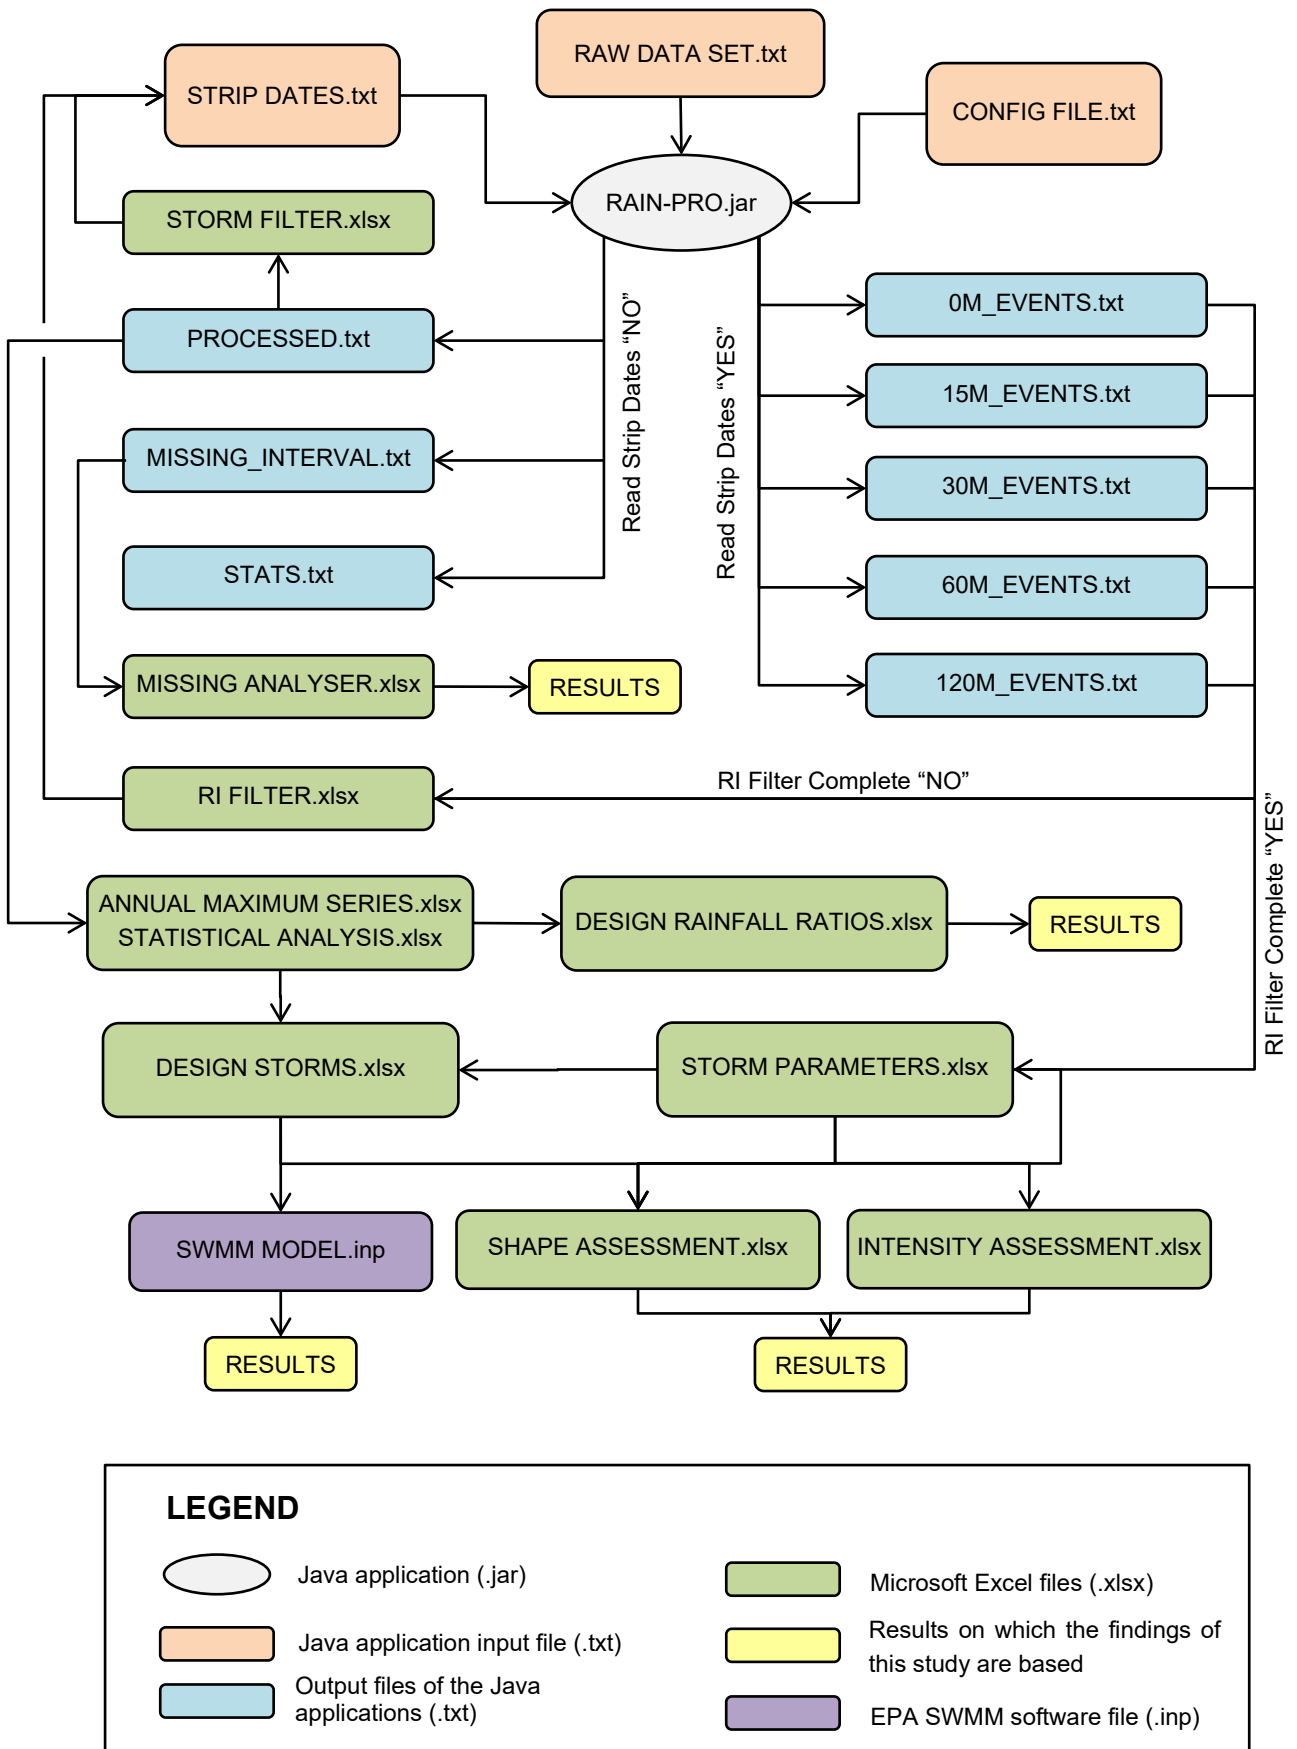 RAW DATA SET.txt
STRIP DATES.txt
CONFIG FILE.txt
RAIN-PRO.jar
STORM FILTER.xlsx
PROCESSED.txt
MISSING_INTERVAL.txt
STATS.txt
MISSING ANALYSER.xlsx
RESULTS
RI FILTER.xlsx
Read Strip Dates “NO”
Read Strip Dates “YES”
0M_EVENTS.txt
15M_EVENTS.txt
30M_EVENTS.txt
60M_EVENTS.txt
120M_EVENTS.txt
RI Filter Complete “NO”
RI Filter Complete “YES”
ANNUAL MAXIMUM SERIES.xlsx
STATISTICAL ANALYSIS.xlsx
DESIGN RAINFALL RATIOS.xlsx
RESULTS
DESIGN STORMS.xlsx
STORM PARAMETERS.xlsx
SWMM MODEL.inp
SHAPE ASSESSMENT.xlsx
INTENSITY ASSESSMENT.xlsx
RESULTS
RESULTS
LEGEND
Java application (.jar)
Java application input file (.txt)
Output files of the Java
applications (.txt)
Microsoft Excel files (.xlsx)
Results on which the findings of
this study are based
EPA SWMM software file (.inp)